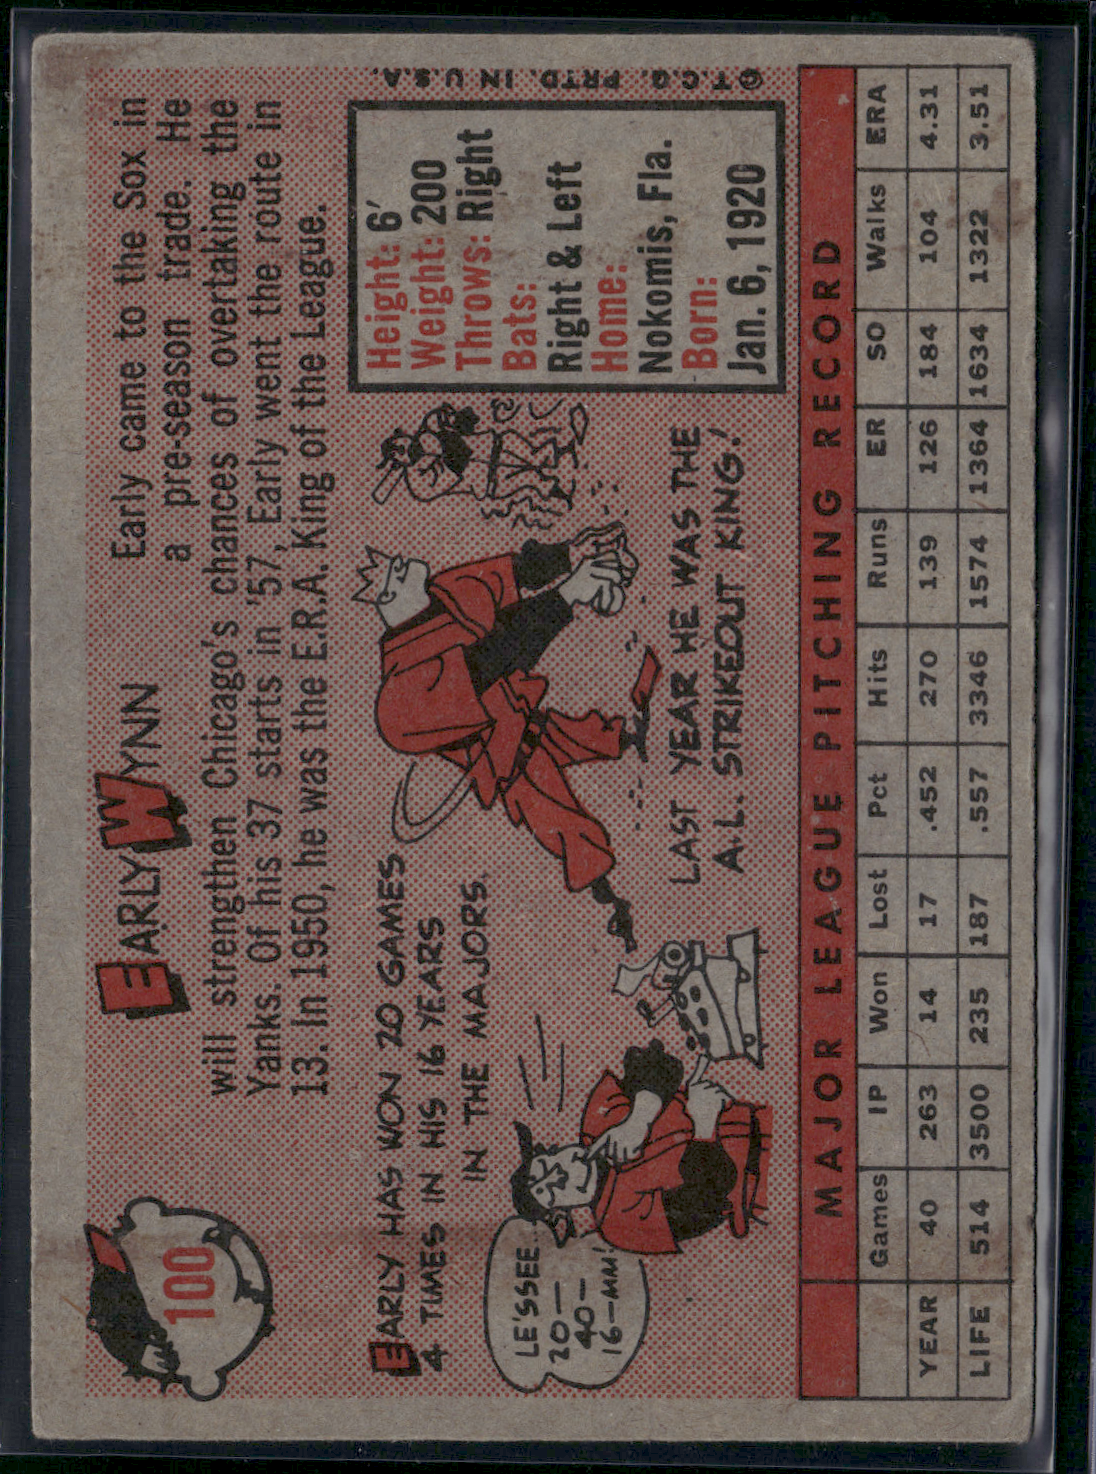 100
EARLY WYNN
Early came to the Sox in
a pre-season trade. He
will strengthen Chicago's chances of overtaking the
Yanks. Of his 37 starts in '57, Early went the route in
13. In 1950, he was the E.R.A. King of the League.
EARLY HAS WON 20 GAMES
4 TIMES IN HIS 16 YEARS
IN THE MAJORS.
LE'SSEE
20—
40—
16—MM!
LAST YEAR HE WAS THE
A.L. STRIKEOUT KING!
Height: 6'
Weight: 200
Throws: Right
Bats:
Right & Left
Home:
Nokomis, Fla.
Born:
Jan. 6, 1920
© T.C.G. PRTD. IN U.S.A.
MAJOR LEAGUE PITCHING RECORD
Games IP Won Lost Pct Hits Runs ER SO Walks ERA
YEAR 40 263 14 17 .452 270 139 126 184 104 4.31
LIFE 514 3500 235 187 .557 3346 1574 1364 1634 1322 3.51